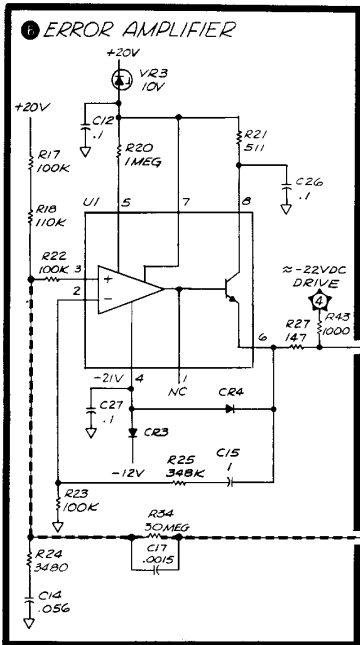 6 ERROR AMPLIFIER
+20V
VR3
10V
+20V
C12
.1
R20
1MEG
R21
511
R17
100K
C26
.1
R18
110K
U1
5
7
8
R22
100K
3
+
2
−
≈-22VDC
DRIVE
4
R43
1000
R27
147
6
-21V
4
1
NC
C27
.1
CR4
CR3
-12V
R25
348K
C15
1
R23
100K
R34
30MEG
C17
.0015
R24
3480
C14
.056